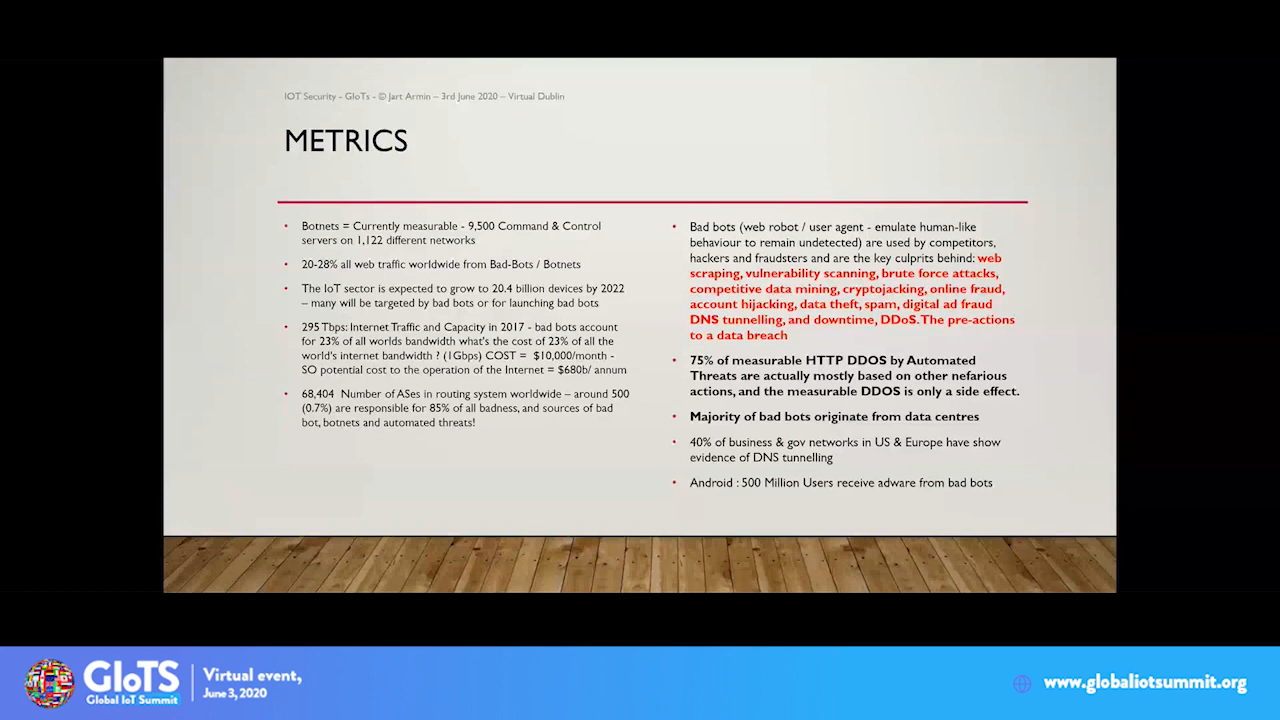 IOT Security - GIoTs - © Jart Armin – 3rd June 2020 – Virtual Dublin
METRICS
• Botnets = Currently measurable - 9,500 Command & Control
servers on 1,122 different networks
• 20-28% all web traffic worldwide from Bad-Bots / Botnets
• The IoT sector is expected to grow to 20.4 billion devices by 2022
– many will be targeted by bad bots or for launching bad bots
• 295 Tbps: Internet Traffic and Capacity in 2017 - bad bots account
for 23% of all worlds bandwidth what's the cost of 23% of all the
world's internet bandwidth ? (1Gbps) COST = $10,000/month -
SO potential cost to the operation of the Internet = $680b/ annum
• 68,404 Number of ASes in routing system worldwide – around 500
(0.7%) are responsible for 85% of all badness, and sources of bad
bot, botnets and automated threats!
• Bad bots (web robot / user agent - emulate human-like
behaviour to remain undetected) are used by competitors,
hackers and fraudsters and are the key culprits behind: web
scraping, vulnerability scanning, brute force attacks,
competitive data mining, cryptojacking, online fraud,
account hijacking, data theft, spam, digital ad fraud
DNS tunnelling, and downtime, DDoS. The pre-actions
to a data breach
• 75% of measurable HTTP DDOS by Automated
Threats are actually mostly based on other nefarious
actions, and the measurable DDOS is only a side effect.
• Majority of bad bots originate from data centres
• 40% of business & gov networks in US & Europe have show
evidence of DNS tunnelling
• Android : 500 Million Users receive adware from bad bots
GIoTS
Global IoT Summit
Virtual event,
June 3, 2020
www.globaliotsummit.org